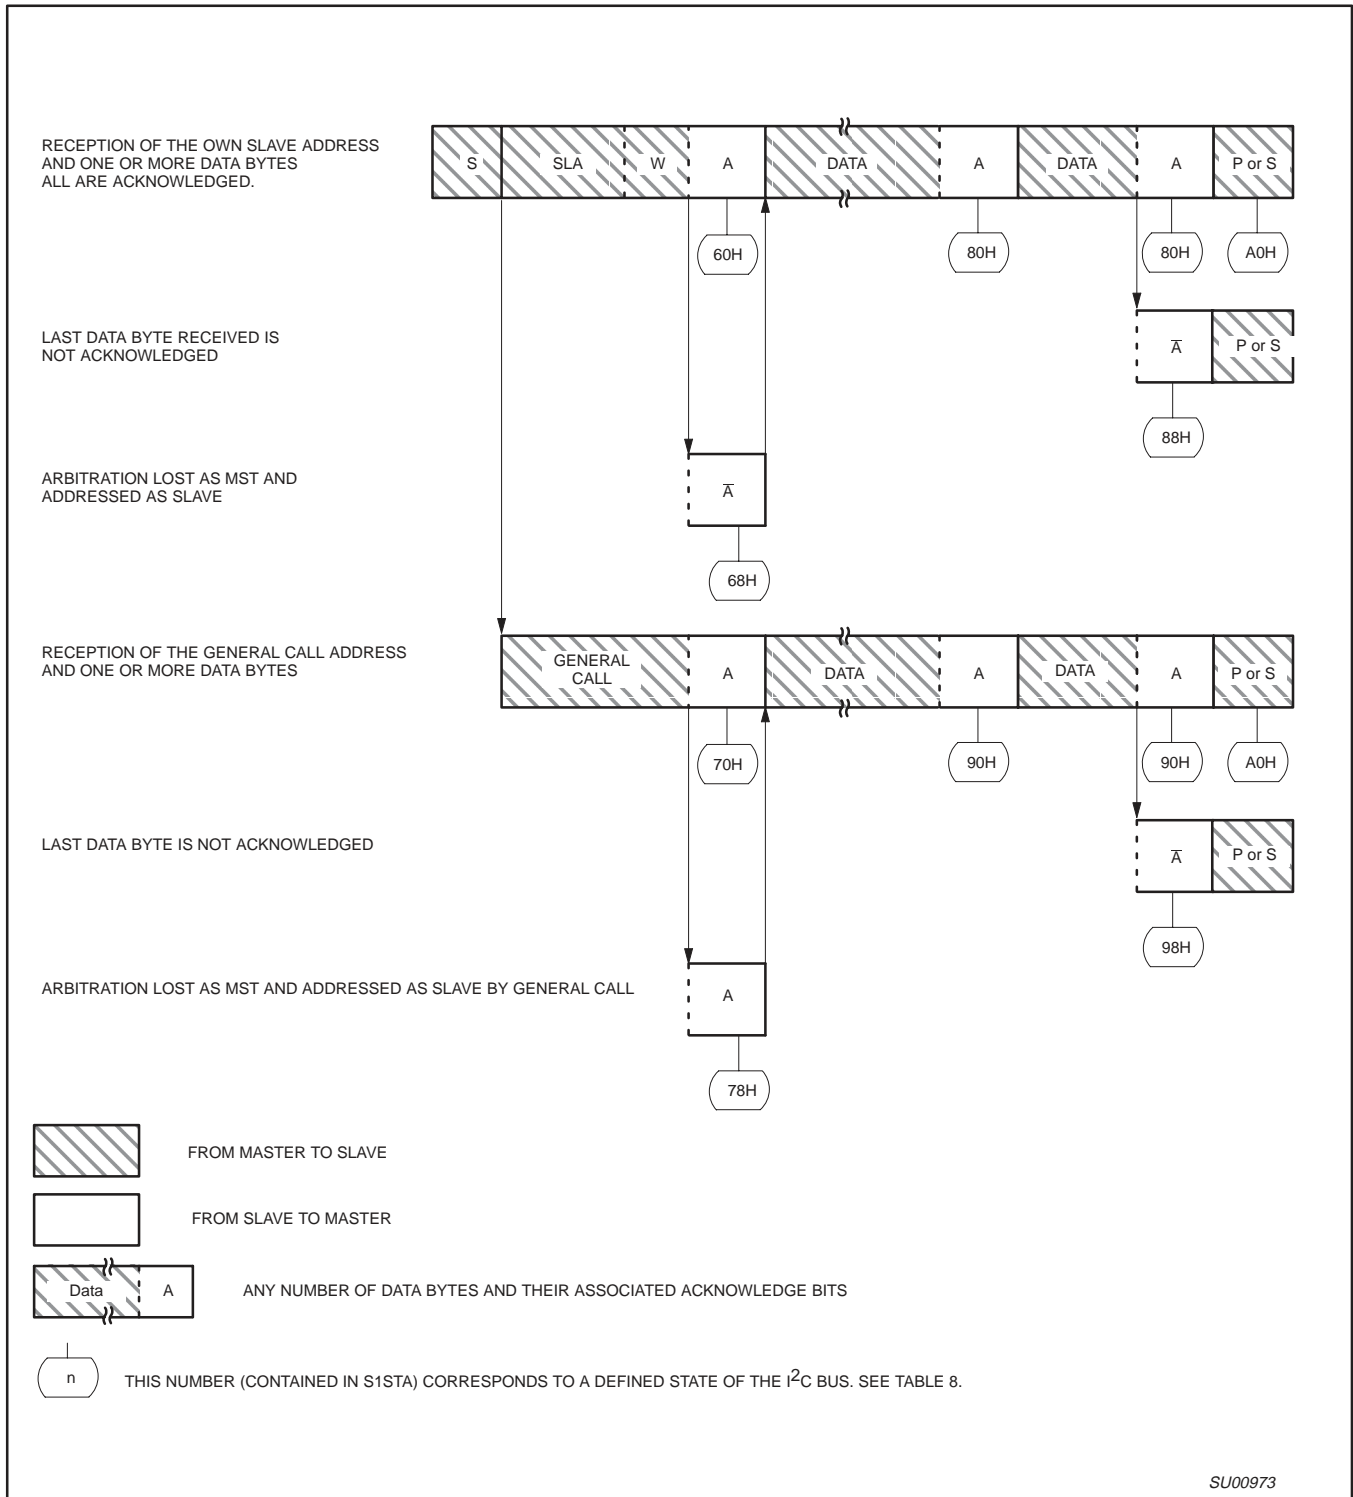 RECEPTION OF THE OWN SLAVE ADDRESS
AND ONE OR MORE DATA BYTES
ALL ARE ACKNOWLEDGED.
S SLA W A DATA A DATA A P or S
60H 80H 80H A0H
LAST DATA BYTE RECEIVED IS
NOT ACKNOWLEDGED
A̅ P or S
88H
ARBITRATION LOST AS MST AND
ADDRESSED AS SLAVE
A̅
68H
RECEPTION OF THE GENERAL CALL ADDRESS
AND ONE OR MORE DATA BYTES
GENERAL
CALL
A DATA A DATA A P or S
70H 90H 90H A0H
LAST DATA BYTE IS NOT ACKNOWLEDGED
A̅ P or S
98H
ARBITRATION LOST AS MST AND ADDRESSED AS SLAVE BY GENERAL CALL
A
78H
FROM MASTER TO SLAVE
FROM SLAVE TO MASTER
Data A ANY NUMBER OF DATA BYTES AND THEIR ASSOCIATED ACKNOWLEDGE BITS
n THIS NUMBER (CONTAINED IN S1STA) CORRESPONDS TO A DEFINED STATE OF THE I²C BUS. SEE TABLE 8.
SU00973